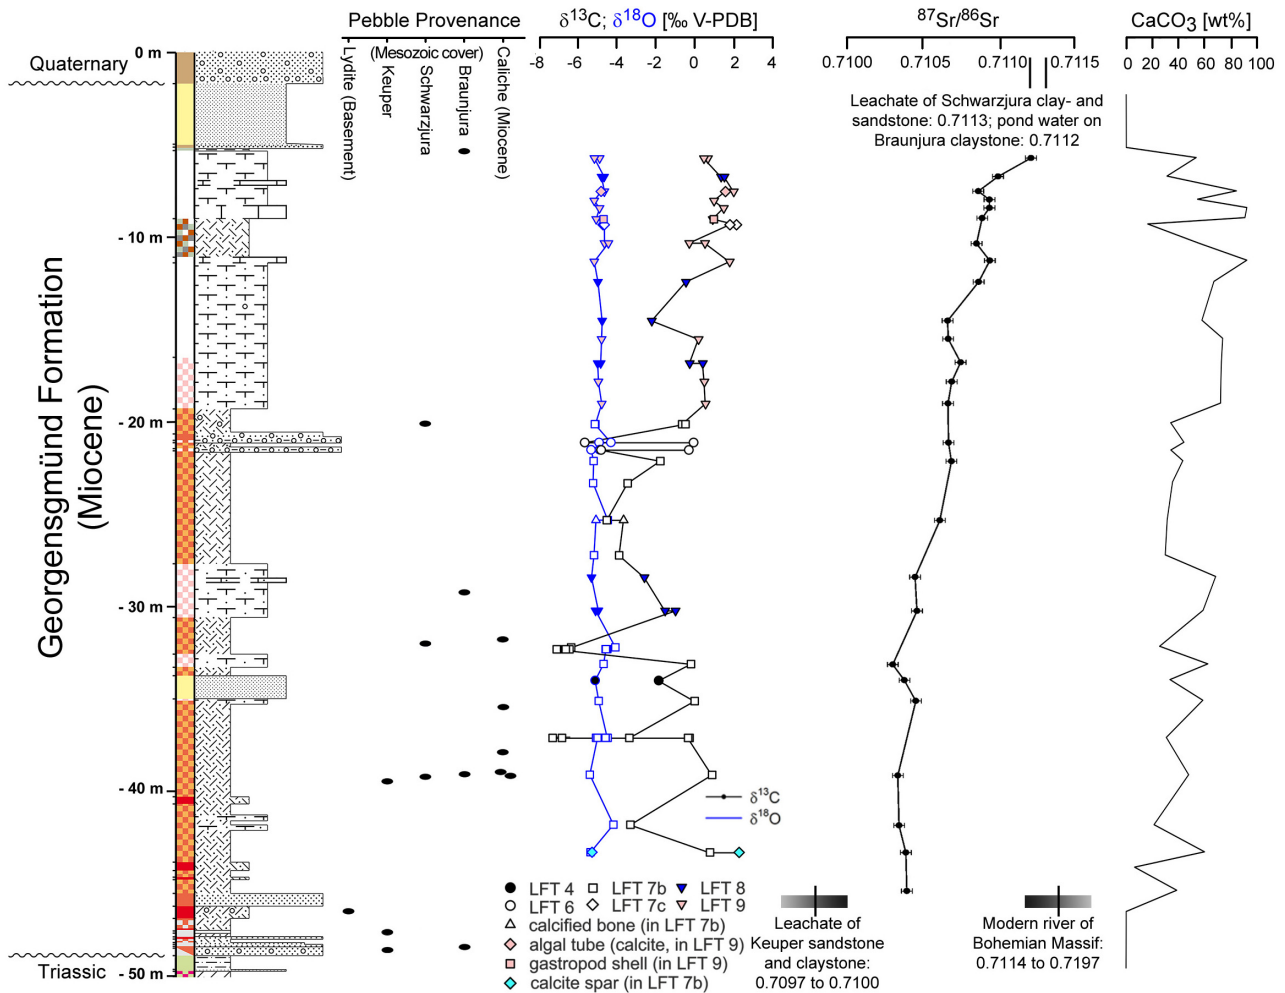 Pebble Provenance
(Mesozoic cover)
Lydite (Basement)
Keuper
Schwarzjura
Braunjura
Caliche (Miocene)
δ¹³C; δ¹⁸O [‰ V-PDB]
-8 -6 -4 -2 0 2 4
⁸⁷Sr/⁸⁶Sr
0.7100 0.7105 0.7110 0.7115
CaCO₃ [wt%]
0 20 40 60 80 100
Leachate of Schwarzjura clay- and
sandstone: 0.7113; pond water on
Braunjura claystone: 0.7112
0 m
- 10 m
- 20 m
- 30 m
- 40 m
- 50 m
Quaternary
Georgensgmünd Formation
(Miocene)
Triassic
δ¹³C
δ¹⁸O
LFT 4 LFT 7b LFT 8
LFT 6 LFT 7c LFT 9
calcified bone (in LFT 7b)
algal tube (calcite, in LFT 9)
gastropod shell (in LFT 9)
calcite spar (in LFT 7b)
Leachate of
Keuper sandstone
and claystone:
0.7097 to 0.7100
Modern river of
Bohemian Massif:
0.7114 to 0.7197